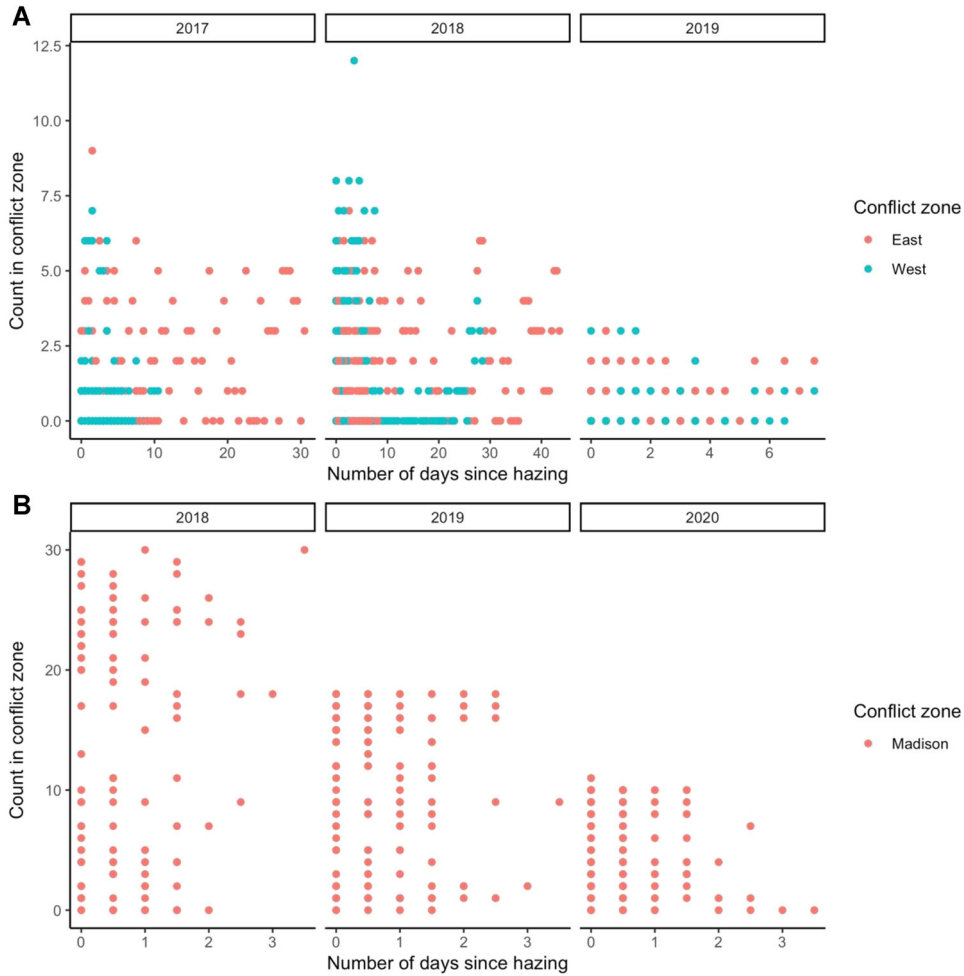 A
2017 2018 2019
12.5
10.0
7.5
5.0
2.5
0.0
Count in conflict zone
0 10 20 30 0 10 20 30 40 0 2 4 6
Number of days since hazing
Conflict zone
East
West
B
2018 2019 2020
30
20
10
0
Count in conflict zone
0 1 2 3 0 1 2 3 0 1 2 3
Number of days since hazing
Conflict zone
Madison